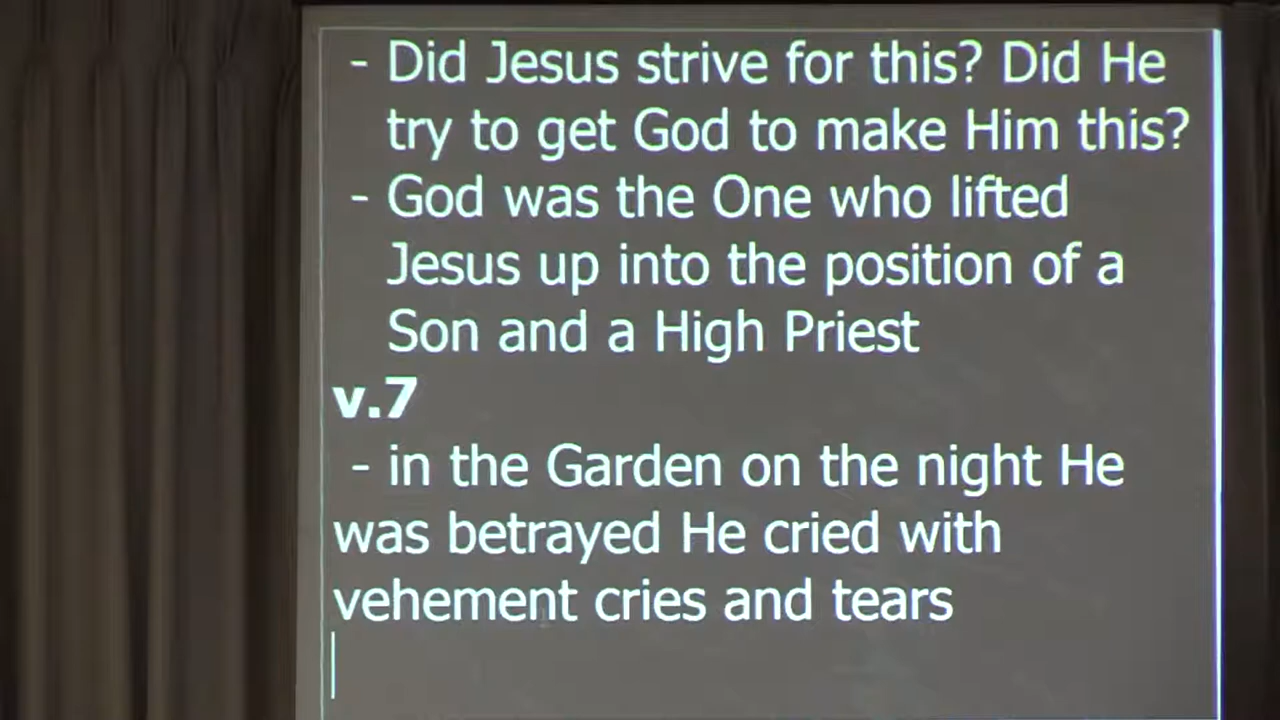 - Did Jesus strive for this? Did He
try to get God to make Him this?
- God was the One who lifted
Jesus up into the position of a
Son and a High Priest
v.7
- in the Garden on the night He
was betrayed He cried with
vehement cries and tears